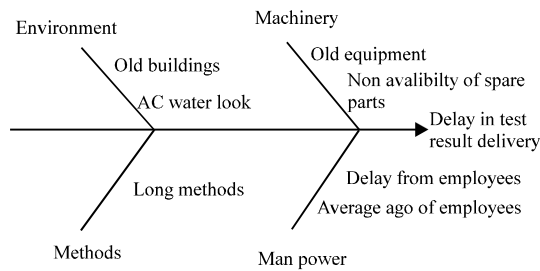 Environment
Machinery
Old buildings
Old equipment
AC water look
Non avalibilty of spare
parts
Delay in test
result delivery
Long methods
Delay from employees
Average ago of employees
Methods
Man power